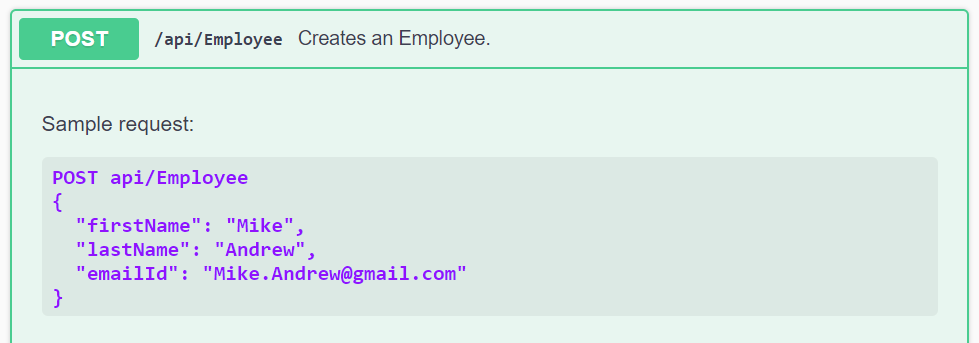 POST /api/Employee Creates an Employee.
Sample request:
POST api/Employee
{
  "firstName": "Mike",
  "lastName": "Andrew",
  "emailId": "Mike.Andrew@gmail.com"
}